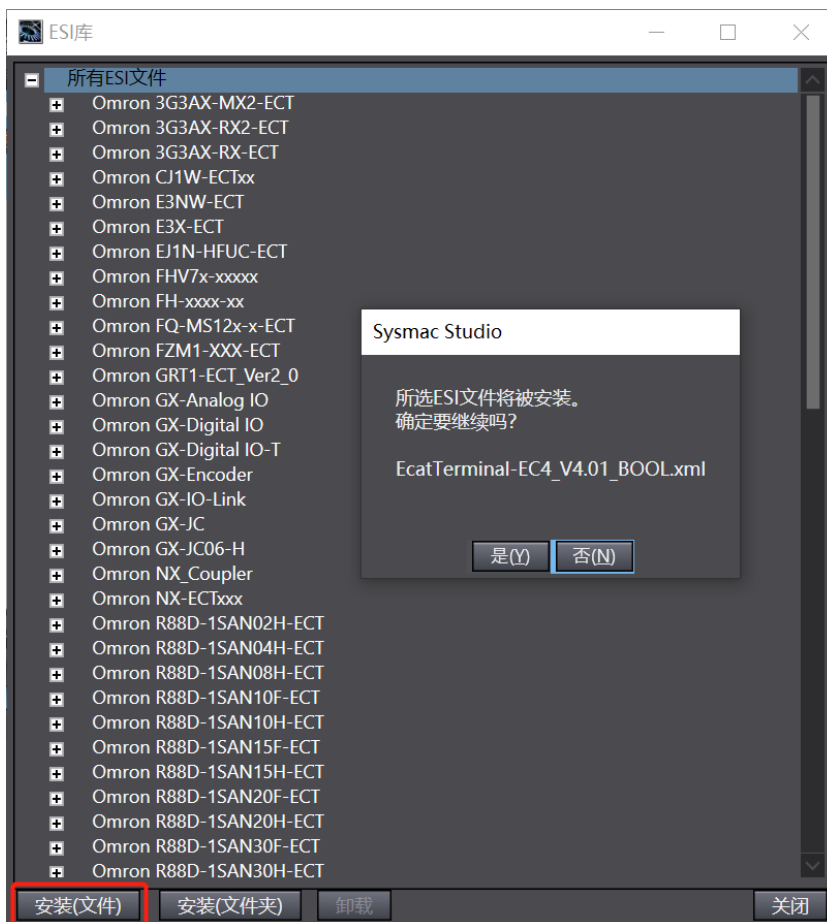 ESI库
所有ESI文件
Omron 3G3AX-MX2-ECT
Omron 3G3AX-RX2-ECT
Omron 3G3AX-RX-ECT
Omron CJ1W-ECTxx
Omron E3NW-ECT
Omron E3X-ECT
Omron EJ1N-HFUC-ECT
Omron FHV7x-xxxxx
Omron FH-xxxx-xx
Omron FQ-MS12x-x-ECT
Omron FZM1-XXX-ECT
Omron GRT1-ECT_Ver2_0
Omron GX-Analog IO
Omron GX-Digital IO
Omron GX-Digital IO-T
Omron GX-Encoder
Omron GX-IO-Link
Omron GX-JC
Omron GX-JC06-H
Omron NX_Coupler
Omron NX-ECTxxx
Omron R88D-1SAN02H-ECT
Omron R88D-1SAN04H-ECT
Omron R88D-1SAN08H-ECT
Omron R88D-1SAN10F-ECT
Omron R88D-1SAN10H-ECT
Omron R88D-1SAN15F-ECT
Omron R88D-1SAN15H-ECT
Omron R88D-1SAN20F-ECT
Omron R88D-1SAN20H-ECT
Omron R88D-1SAN30F-ECT
Omron R88D-1SAN30H-ECT
Sysmac Studio
所选ESI文件将被安装。
确定要继续吗?
EcatTerminal-EC4_V4.01_BOOL.xml
是(Y) 否(N)
安装(文件) 安装(文件夹) 卸载 关闭